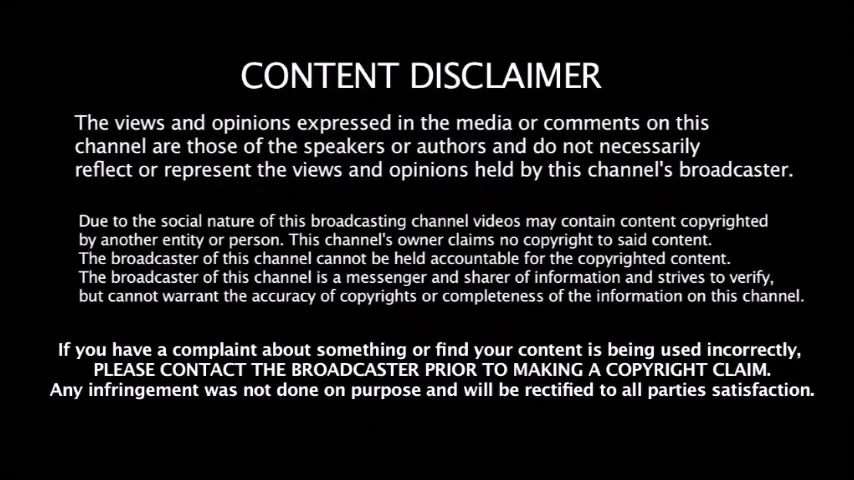 CONTENT DISCLAIMER
The views and opinions expressed in the media or comments on this
channel are those of the speakers or authors and do not necessarily
reflect or represent the views and opinions held by this channel's broadcaster.
Due to the social nature of this broadcasting channel videos may contain content copyrighted
by another entity or person. This channel's owner claims no copyright to said content.
The broadcaster of this channel cannot be held accountable for the copyrighted content.
The broadcaster of this channel is a messenger and sharer of information and strives to verify,
but cannot warrant the accuracy of copyrights or completeness of the information on this channel.
If you have a complaint about something or find your content is being used incorrectly,
PLEASE CONTACT THE BROADCASTER PRIOR TO MAKING A COPYRIGHT CLAIM.
Any infringement was not done on purpose and will be rectified to all parties satisfaction.